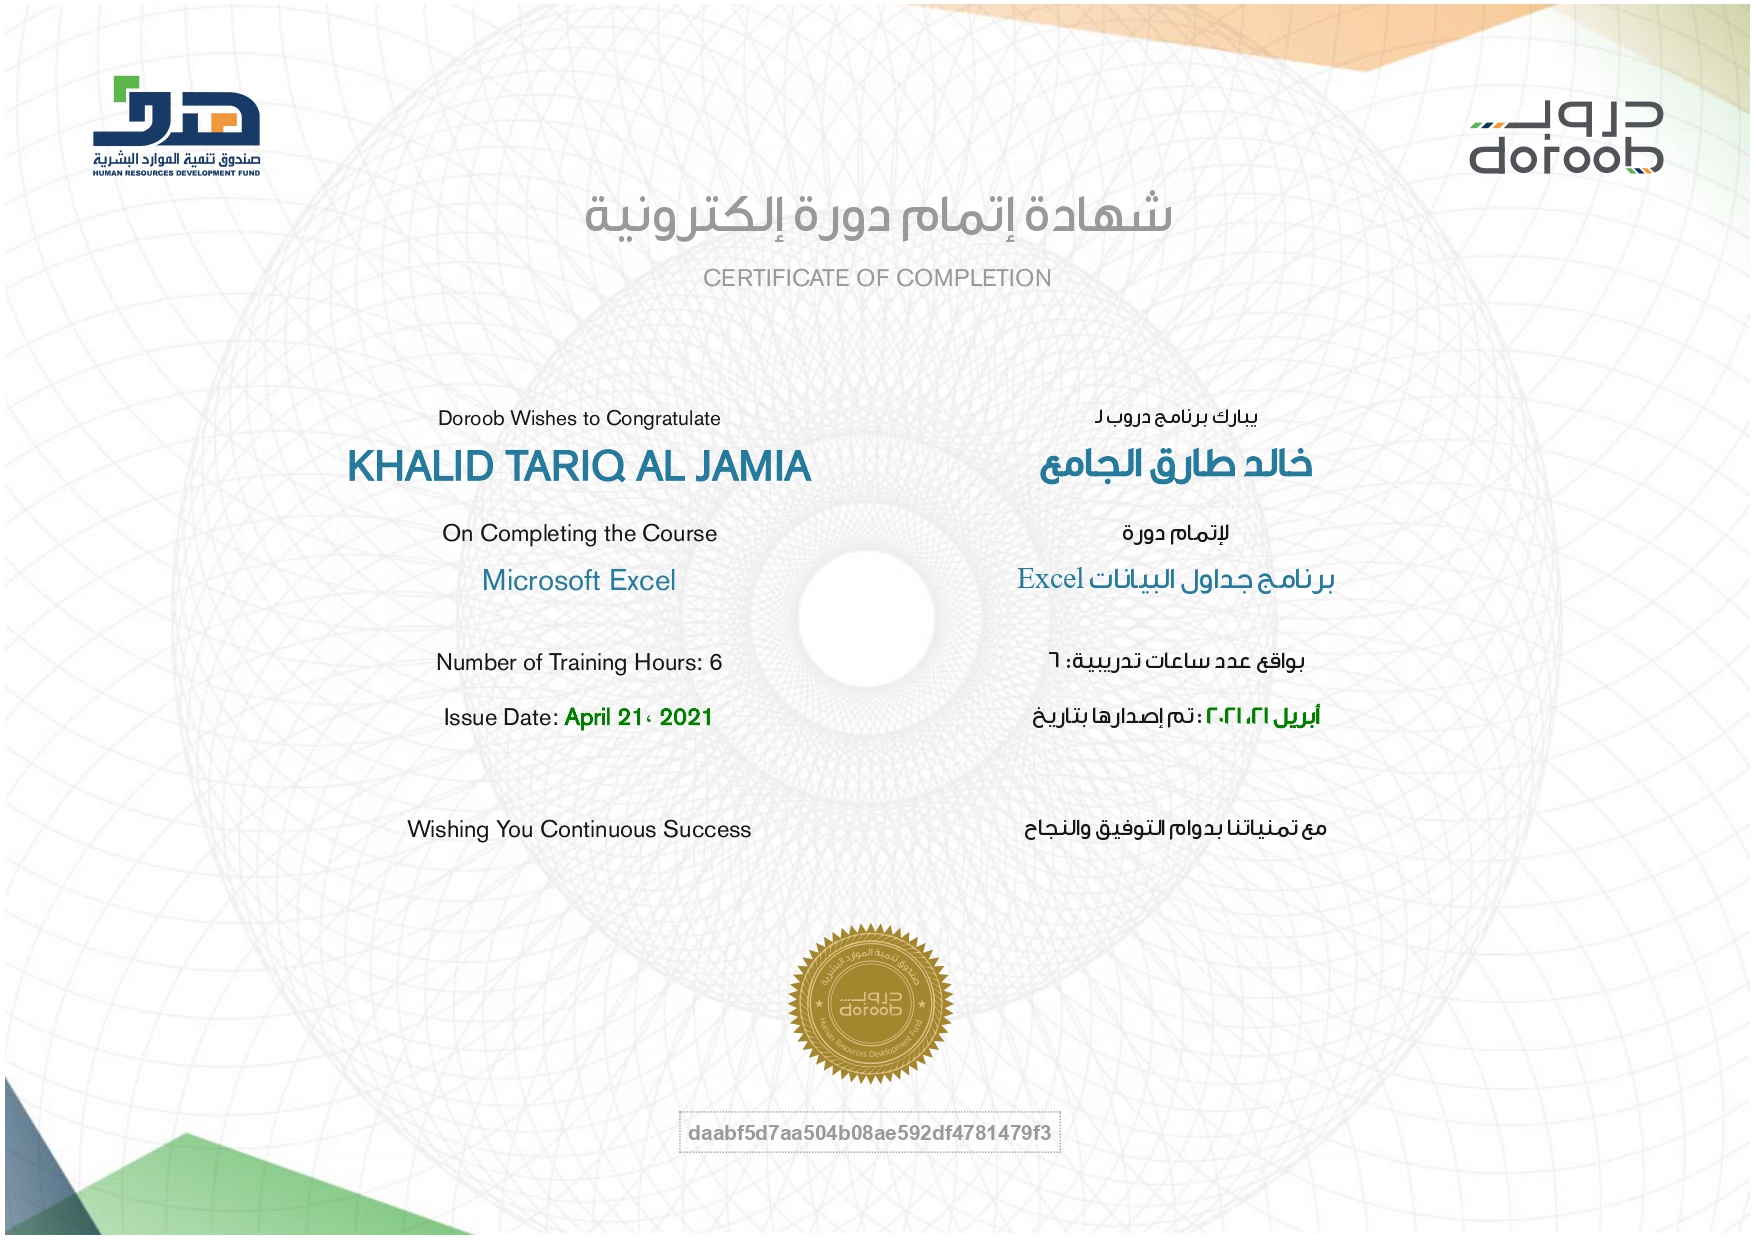 هدف
صندوق تنمية الموارد البشرية
HUMAN RESOURCES DEVELOPMENT FUND
دروب
doroob
شهادة إتمام دورة إلكترونية
CERTIFICATE OF COMPLETION
Doroob Wishes to Congratulate
KHALID TARIQ AL JAMIA
On Completing the Course
Microsoft Excel
Number of Training Hours: 6
Issue Date: April 21، 2021
Wishing You Continuous Success
يبارك برنامج دروب لـ
خالد طارق الجامع
لإتمام دورة
برنامج جداول البيانات Excel
بواقع عدد ساعات تدريبية: ٦
أبريل ٢١، ٢٠٢١ : تم إصدارها بتاريخ
مع تمنياتنا بدوام التوفيق والنجاح
صندوق تنمية الموارد البشرية
دروب
doroob
Human Resources Development Fund
daabf5d7aa504b08ae592df4781479f3